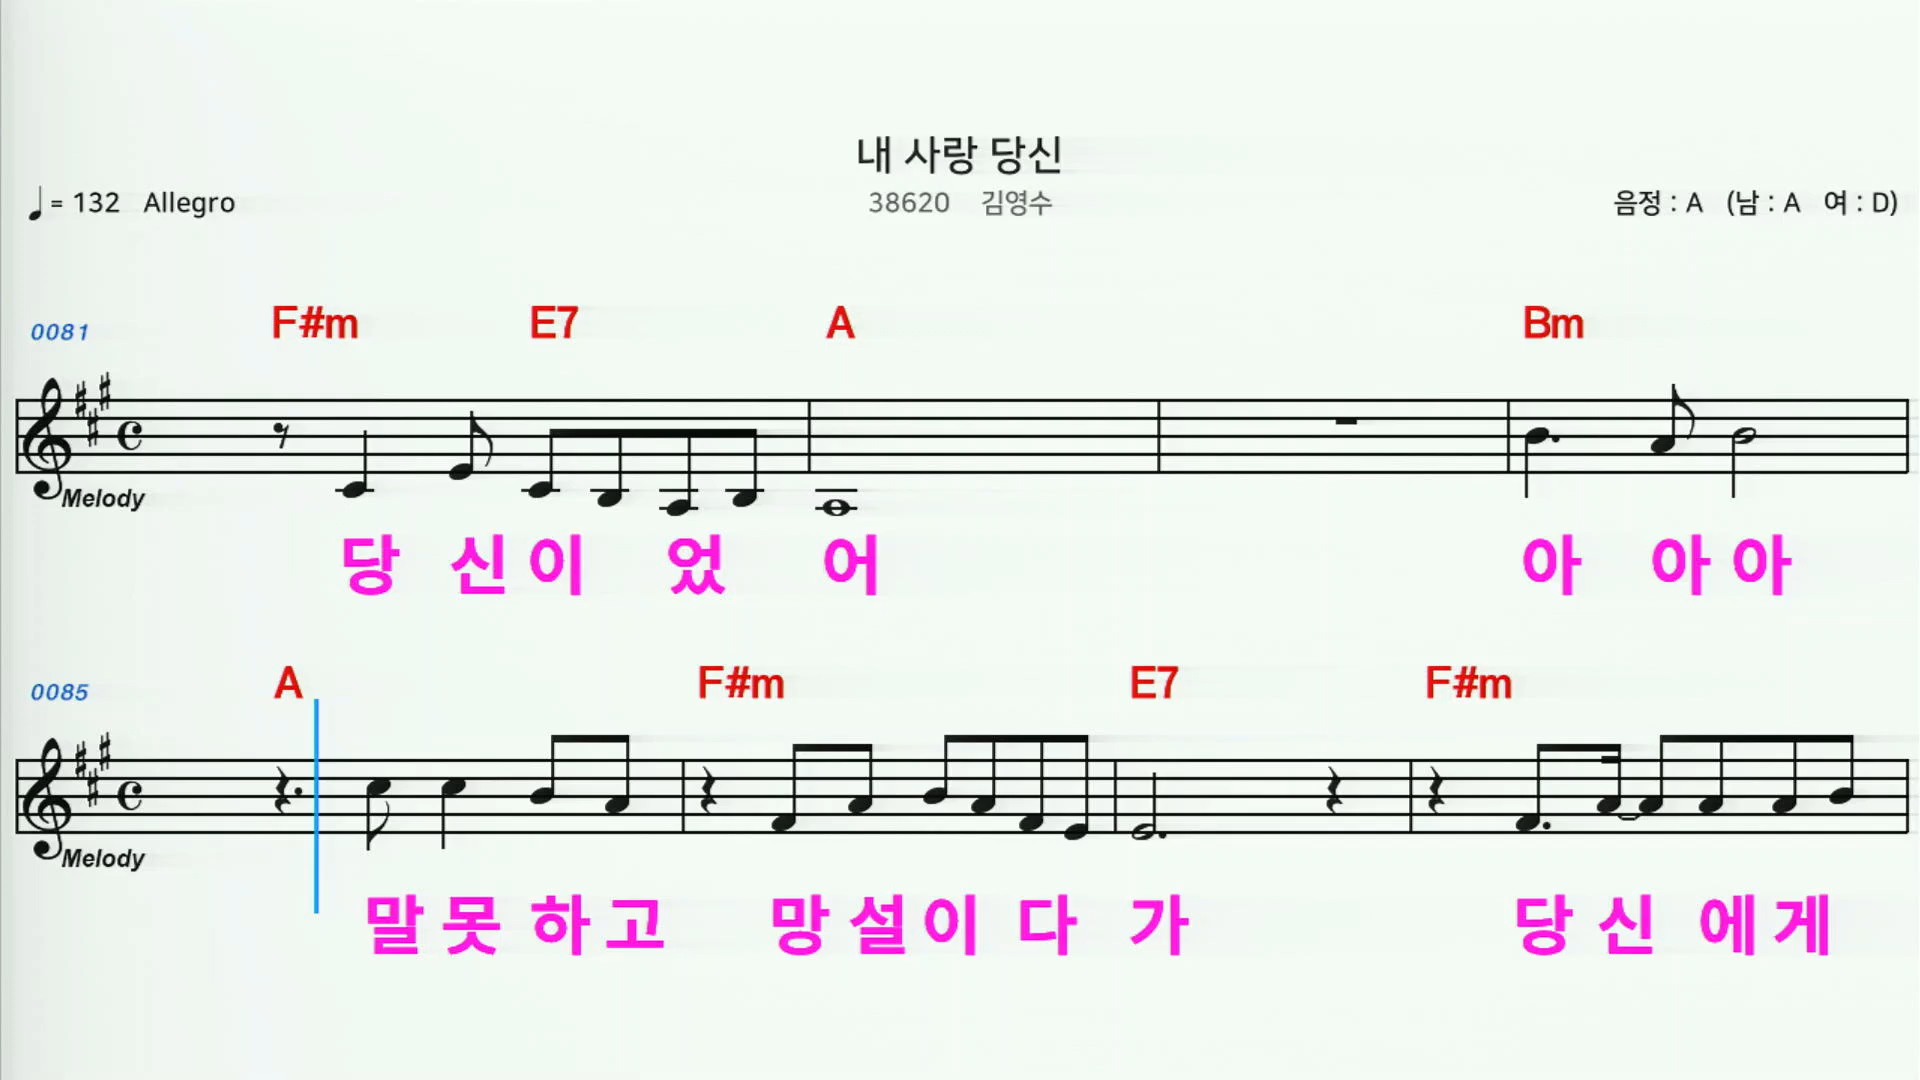 내 사랑 당신
♩= 132 Allegro
38620 김영수
음정 : A (남 : A 여 : D)
0081 F#m E7 A Bm
Melody
당 신 이 었 어 아 아 아
0085 A F#m E7 F#m
Melody
말 못 하 고 망 설 이 다 가 당 신 에 게